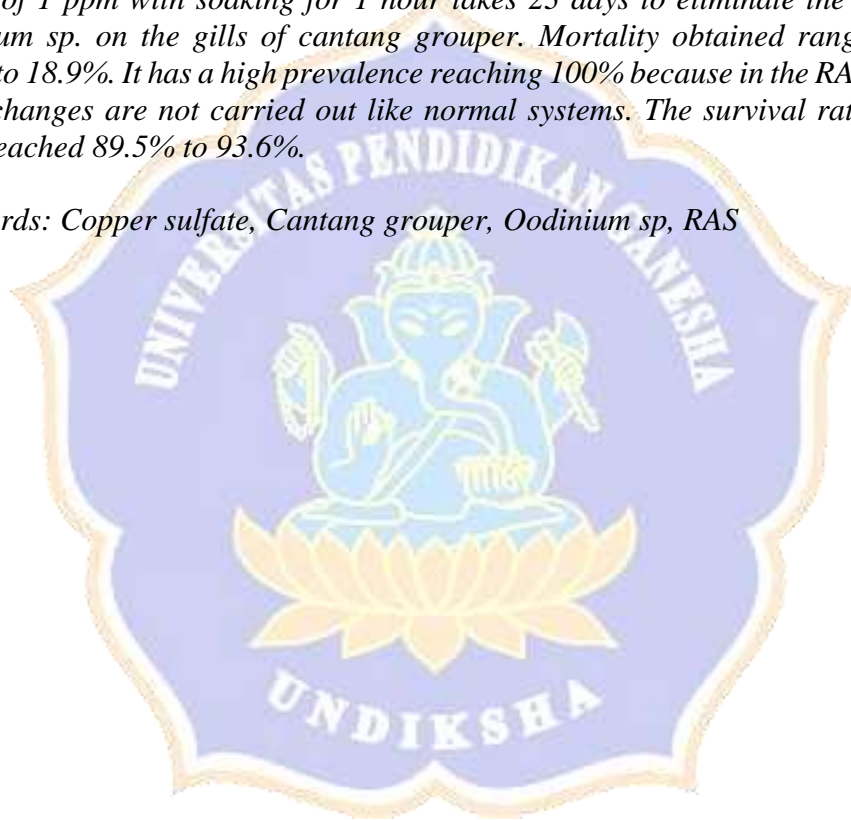 of 1 ppm with soaking for 1 hour takes 25 days to eliminate the
um sp. on the gills of cantang grouper. Mortality obtained rang
to 18.9%. It has a high prevalence reaching 100% because in the RA
changes are not carried out like normal systems. The survival rat
eached 89.5% to 93.6%.
rds: Copper sulfate, Cantang grouper, Oodinium sp, RAS
UNIVERSITAS PENDIDIKAN GANESHA
UNDIKSHA